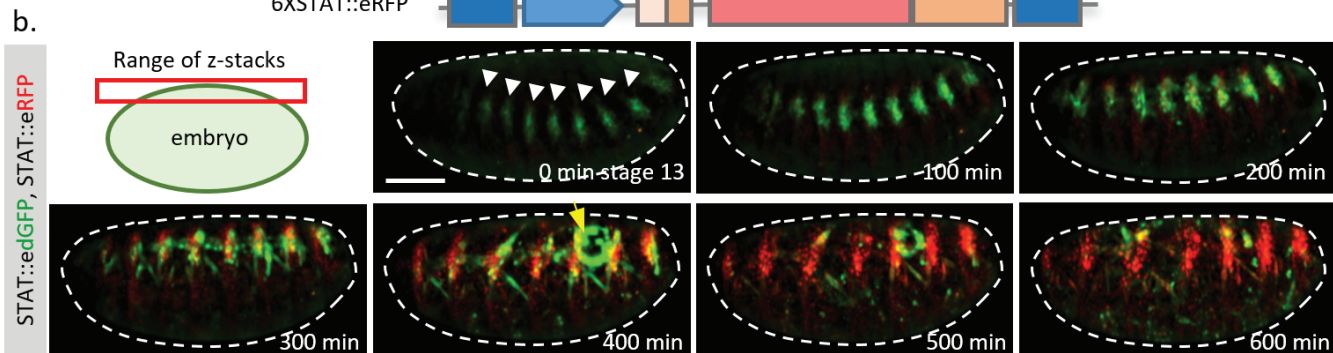 6XSTAT::eRFP
b.
STAT::edGFP, STAT::eRFP
Range of z-stacks
embryo
0 min-stage 13
100 min
200 min
300 min
400 min
500 min
600 min